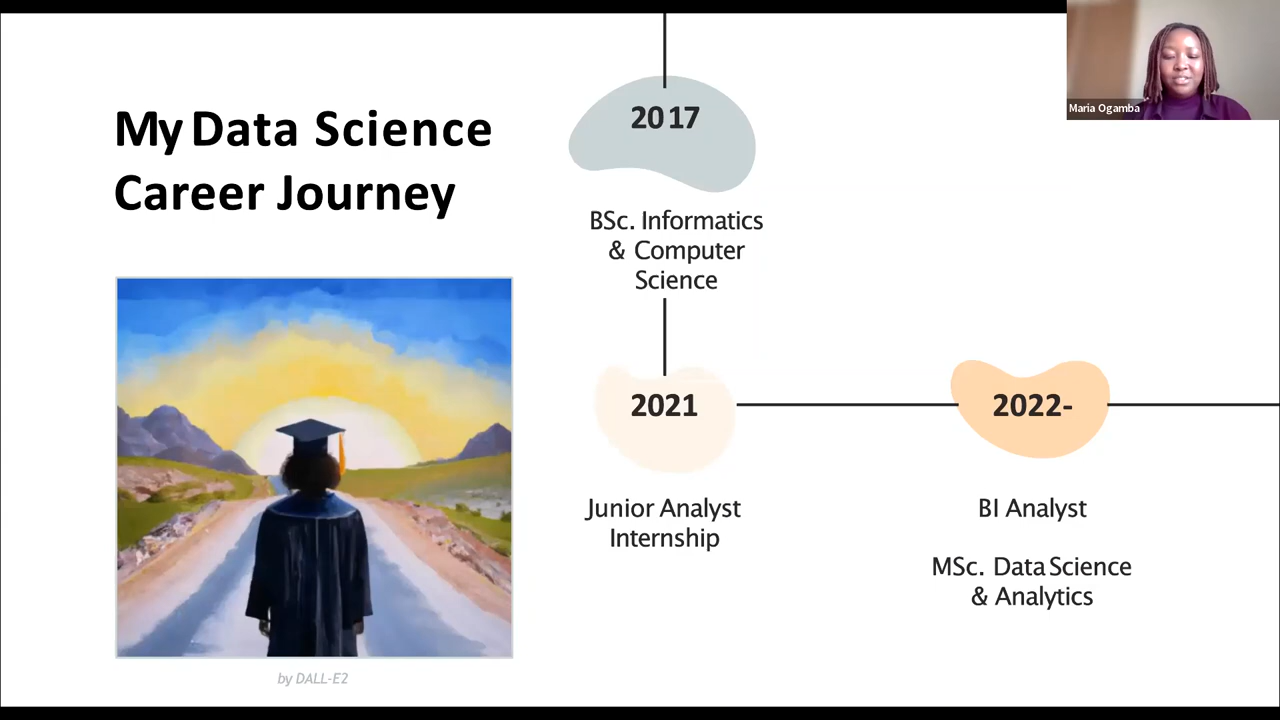 My Data Science
Career Journey
by DALL-E2
2017
BSc. Informatics
& Computer
Science
2021
Junior Analyst
Internship
2022-
BI Analyst
MSc. Data Science
& Analytics
Maria Ogamba